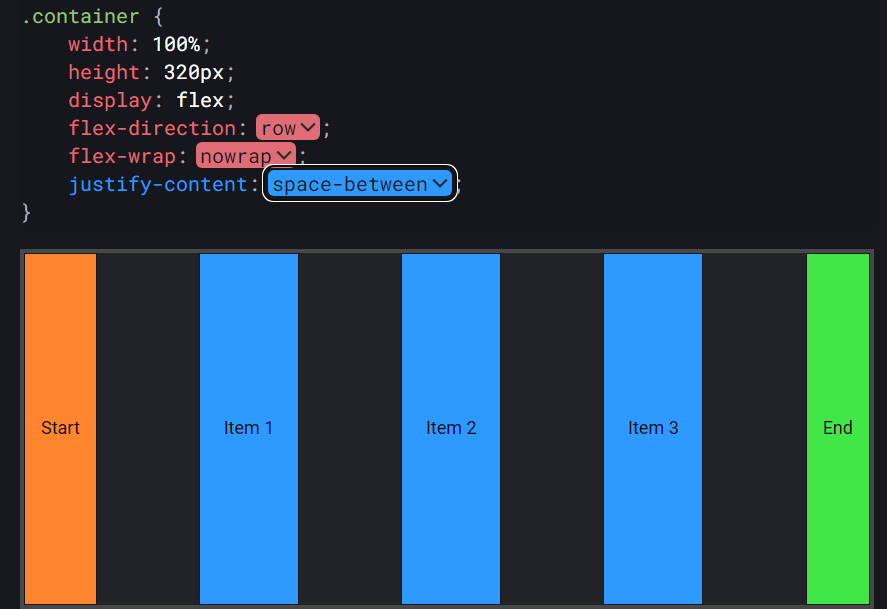 .container {
width: 100%;
height: 320px;
display: flex;
flex-direction: row;
flex-wrap: nowrap;
justify-content: space-between;
}
Start Item 1 Item 2 Item 3 End